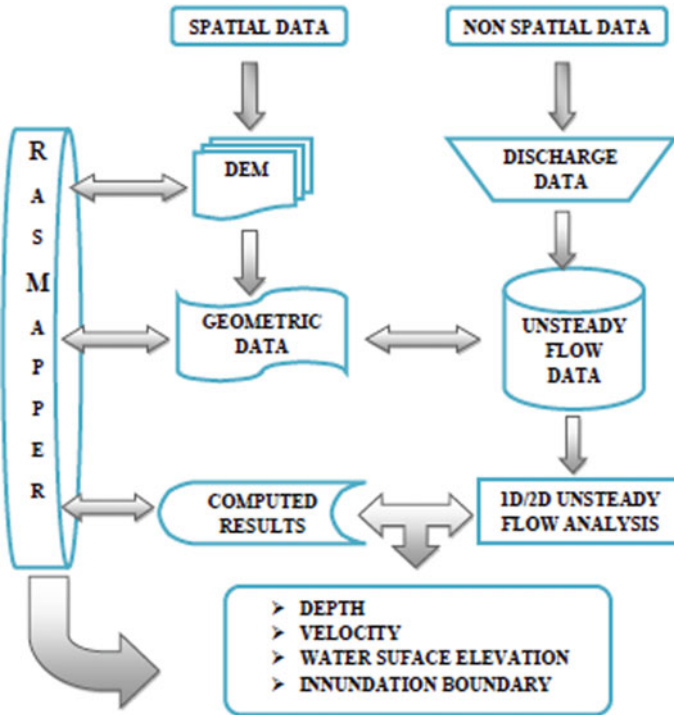 SPATIAL DATA
NON SPATIAL DATA
R
A
S
M
A
P
P
E
R
DEM
DISCHARGE
DATA
GEOMETRIC
DATA
UNSTEADY
FLOW
DATA
COMPUTED
RESULTS
1D/2D UNSTEADY
FLOW ANALYSIS
➢ DEPTH
➢ VELOCITY
➢ WATER SUFACE ELEVATION
➢ INNUNDATION BOUNDARY